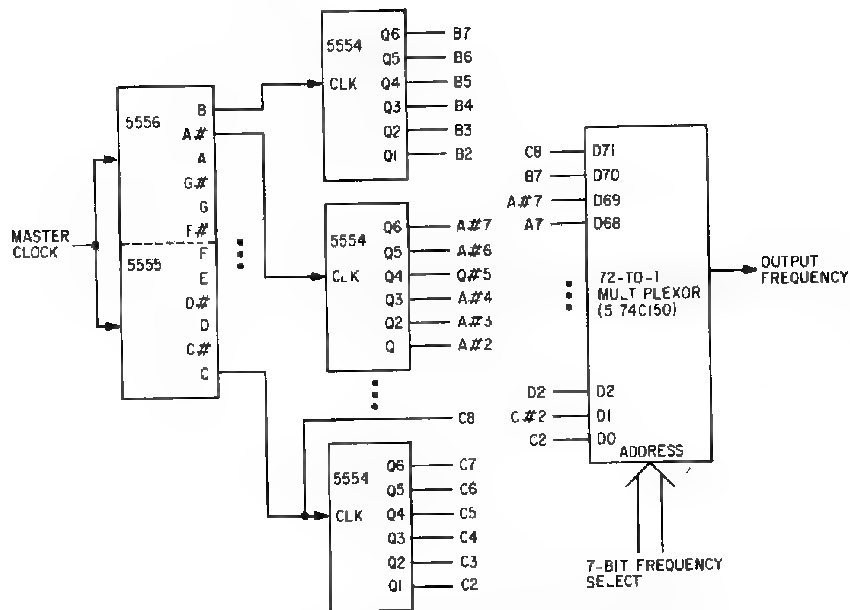 5554
CLK
Q6
Q5
Q4
Q3
Q2
Q1
B7
B6
B5
B4
B3
B2
5556
5555
B
A#
A
G#
G
F#
F
E
D#
D
C#
C
MASTER
CLOCK
5554
CLK
Q6
Q5
Q4
Q3
Q2
Q
A#7
A#6
Q#5
A#4
A#3
A#2
C8
5554
CLK
Q6
Q5
Q4
Q3
Q2
Q1
C7
C6
C5
C4
C3
C2
C8 D71
B7 D70
A#7 D69
A7 D68
72-TO-1
MULT PLEXOR
(5 74C150)
D2 D2
C#2 D1
C2 D0
ADDRESS
OUTPUT
FREQUENCY
7-BIT FREQUENCY
SELECT